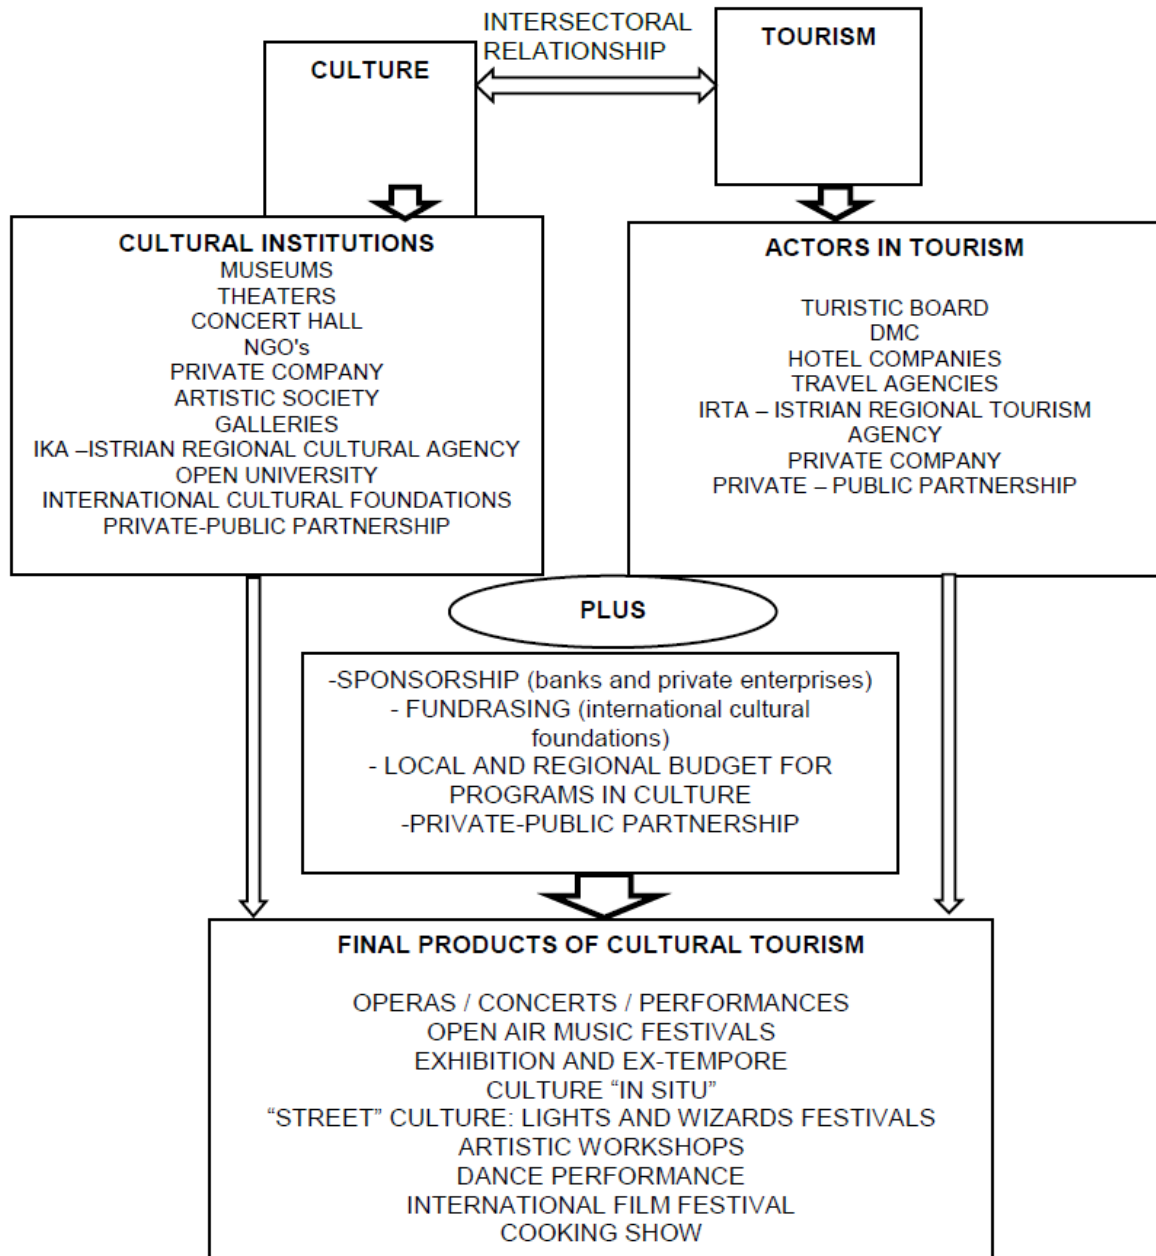 INTERSECTORAL
RELATIONSHIP
CULTURE
TOURISM
CULTURAL INSTITUTIONS
MUSEUMS
THEATERS
CONCERT HALL
NGO's
PRIVATE COMPANY
ARTISTIC SOCIETY
GALLERIES
IKA –ISTRIAN REGIONAL CULTURAL AGENCY
OPEN UNIVERSITY
INTERNATIONAL CULTURAL FOUNDATIONS
PRIVATE-PUBLIC PARTNERSHIP
ACTORS IN TOURISM
TURISTIC BOARD
DMC
HOTEL COMPANIES
TRAVEL AGENCIES
IRTA – ISTRIAN REGIONAL TOURISM
AGENCY
PRIVATE COMPANY
PRIVATE – PUBLIC PARTNERSHIP
PLUS
-SPONSORSHIP (banks and private enterprises)
- FUNDRASING (international cultural
foundations)
- LOCAL AND REGIONAL BUDGET FOR
PROGRAMS IN CULTURE
-PRIVATE-PUBLIC PARTNERSHIP
FINAL PRODUCTS OF CULTURAL TOURISM
OPERAS / CONCERTS / PERFORMANCES
OPEN AIR MUSIC FESTIVALS
EXHIBITION AND EX-TEMPORE
CULTURE “IN SITU”
“STREET” CULTURE: LIGHTS AND WIZARDS FESTIVALS
ARTISTIC WORKSHOPS
DANCE PERFORMANCE
INTERNATIONAL FILM FESTIVAL
COOKING SHOW